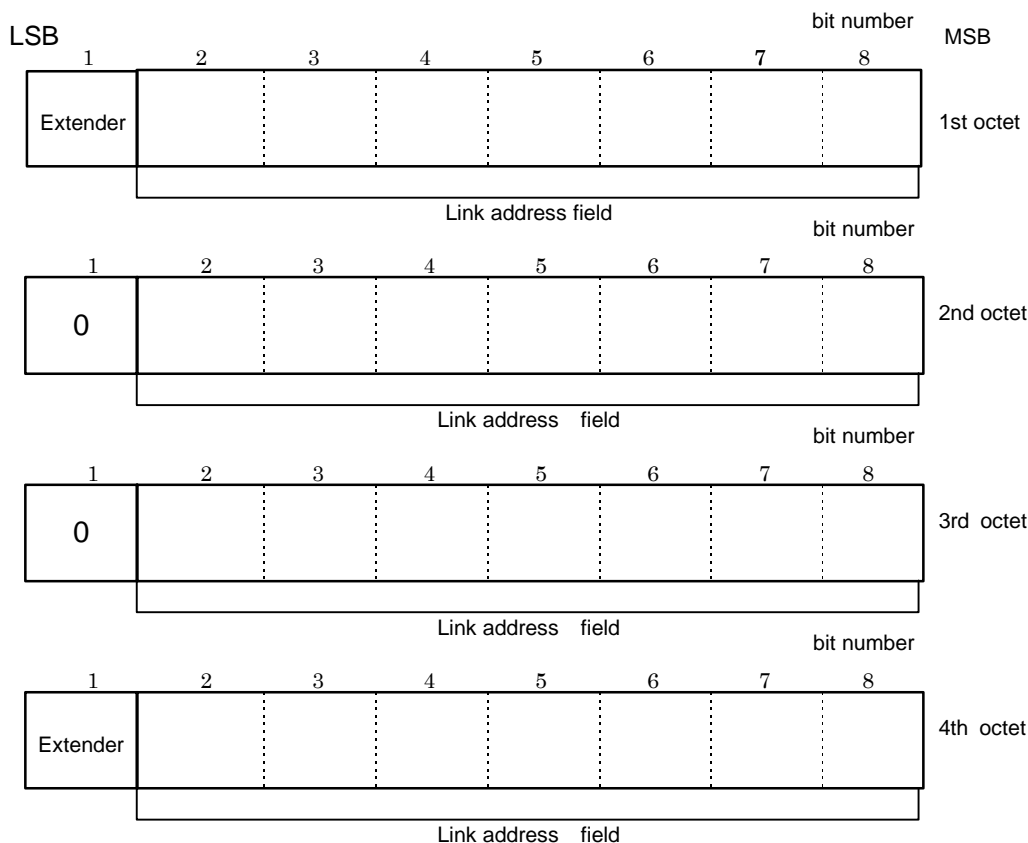 bit number
LSB MSB
1 2 3 4 5 6 7 8
Extender 1st octet
Link address field
bit number
1 2 3 4 5 6 7 8
0 2nd octet
Link address field
bit number
1 2 3 4 5 6 7 8
0 3rd octet
Link address field
bit number
1 2 3 4 5 6 7 8
Extender 4th octet
Link address field